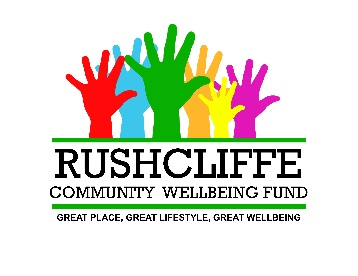 RUSHCLIFFE
COMMUNITY WELLBEING FUND
GREAT PLACE, GREAT LIFESTYLE, GREAT WELLBEING